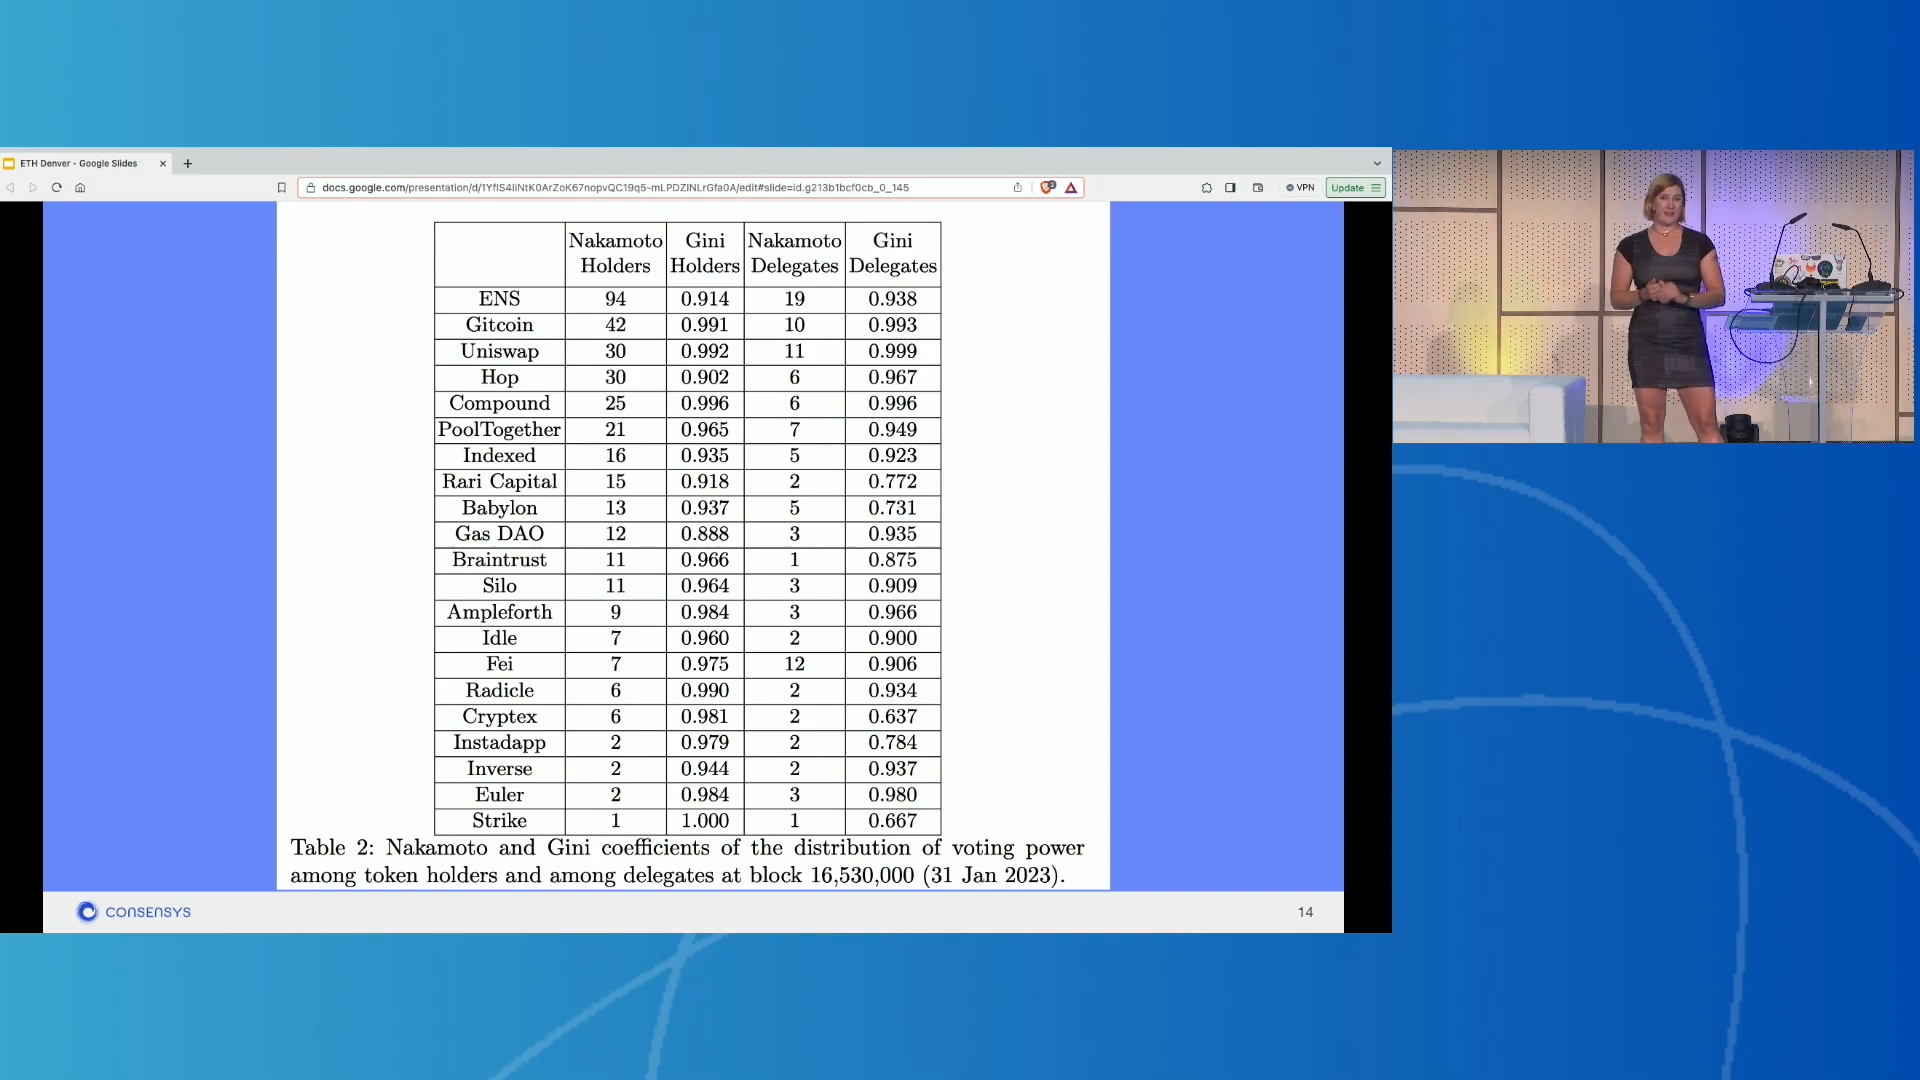 ETH Denver - Google Slides
docs.google.com/presentation/d/1YfIS4liNtK0ArZoK67nopvQC19q5-mLPDZINLrGfa0A/edit#slide=id.g213b1bcf0cb_0_145
VPN
Update
Nakamoto Holders Gini Holders Nakamoto Delegates Gini Delegates
ENS 94 0.914 19 0.938
Gitcoin 42 0.991 10 0.993
Uniswap 30 0.992 11 0.999
Hop 30 0.902 6 0.967
Compound 25 0.996 6 0.996
PoolTogether 21 0.965 7 0.949
Indexed 16 0.935 5 0.923
Rari Capital 15 0.918 2 0.772
Babylon 13 0.937 5 0.731
Gas DAO 12 0.888 3 0.935
Braintrust 11 0.966 1 0.875
Silo 11 0.964 3 0.909
Ampleforth 9 0.984 3 0.966
Idle 7 0.960 2 0.900
Fei 7 0.975 12 0.906
Radicle 6 0.990 2 0.934
Cryptex 6 0.981 2 0.637
Instadapp 2 0.979 2 0.784
Inverse 2 0.944 2 0.937
Euler 2 0.984 3 0.980
Strike 1 1.000 1 0.667
Table 2: Nakamoto and Gini coefficients of the distribution of voting power
among token holders and among delegates at block 16,530,000 (31 Jan 2023).
CONSENSYS
14